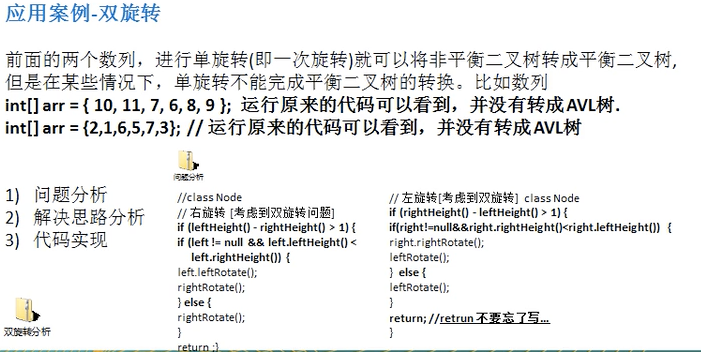 应用案例-双旋转
前面的两个数列，进行单旋转(即一次旋转)就可以将非平衡二叉树转成平衡二叉树,
但是在某些情况下，单旋转不能完成平衡二叉树的转换。比如数列
int[] arr = { 10, 11, 7, 6, 8, 9 };  运行原来的代码可以看到，并没有转成AVL树.
int[] arr = {2,1,6,5,7,3}; // 运行原来的代码可以看到，并没有转成AVL树
问题分析
1) 问题分析
2) 解决思路分析
3) 代码实现
双旋转分析
//class Node
// 右旋转 [考虑到双旋转问题]
if (leftHeight() - rightHeight() > 1) {
if (left != null  && left.leftHeight() <
left.rightHeight()) {
left.leftRotate();
rightRotate();
} else {
rightRotate();
}
return ;}
// 左旋转[考虑到双旋转]  class Node
if (rightHeight() - leftHeight() > 1) {
if(right!=null&&right.rightHeight()<right.leftHeight())  {
right.rightRotate();
leftRotate();
}  else {
leftRotate();
}
return; //retrun 不要忘了写...
}